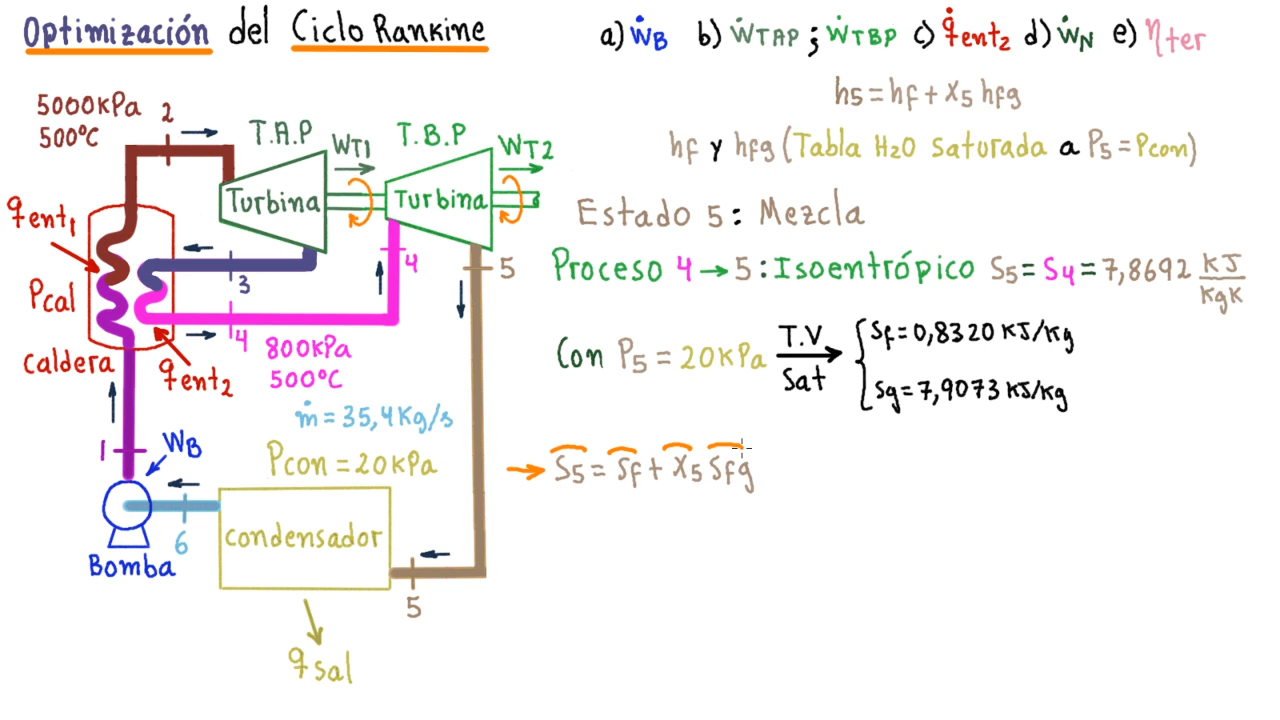 Optimización del Ciclo Rankine
a) ẆB b) ẆTAP ; ẆTBP c) q̇ent2 d) ẆN e) ηter
h5 = hf + X5 hfg
hf y hfg (Tabla H2O Saturada a P5 = Pcon)
Estado 5 : Mezcla
Proceso 4 → 5 : Isoentrópico S5 = S4 = 7,8692 KJ/KgK
Con P5 = 20KPa T.V Sat → { Sf = 0,8320 KJ/Kg
Sg = 7,9073 KJ/Kg
→ S5 = Sf + X5 Sfg
5000KPa
500°C
2
T.A.P
WT1
T.B.P
WT2
Turbina
Turbina
qent1
3
4
5
Pcal
4
800KPa
500°C
caldera
qent2
ṁ = 35,4 Kg/s
1
WB
Pcon = 20KPa
6
condensador
Bomba
5
qsal